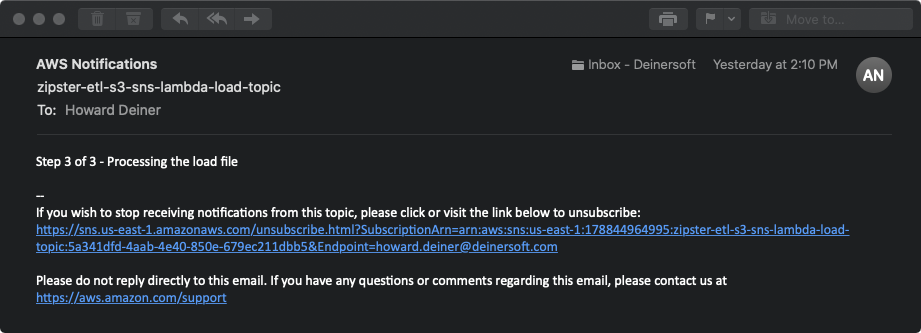 Move to...
AWS Notifications
Inbox - Deinersoft
Yesterday at 2:10 PM
AN
zipster-etl-s3-sns-lambda-load-topic
To: Howard Deiner
Step 3 of 3 - Processing the load file
--
If you wish to stop receiving notifications from this topic, please click or visit the link below to unsubscribe:
https://sns.us-east-1.amazonaws.com/unsubscribe.html?SubscriptionArn=arn:aws:sns:us-east-1:178844964995:zipster-etl-s3-sns-lambda-load-
topic:5a341dfd-4aab-4e40-850e-679ec211dbb5&Endpoint=howard.deiner@deinersoft.com
Please do not reply directly to this email. If you have any questions or comments regarding this email, please contact us at
https://aws.amazon.com/support